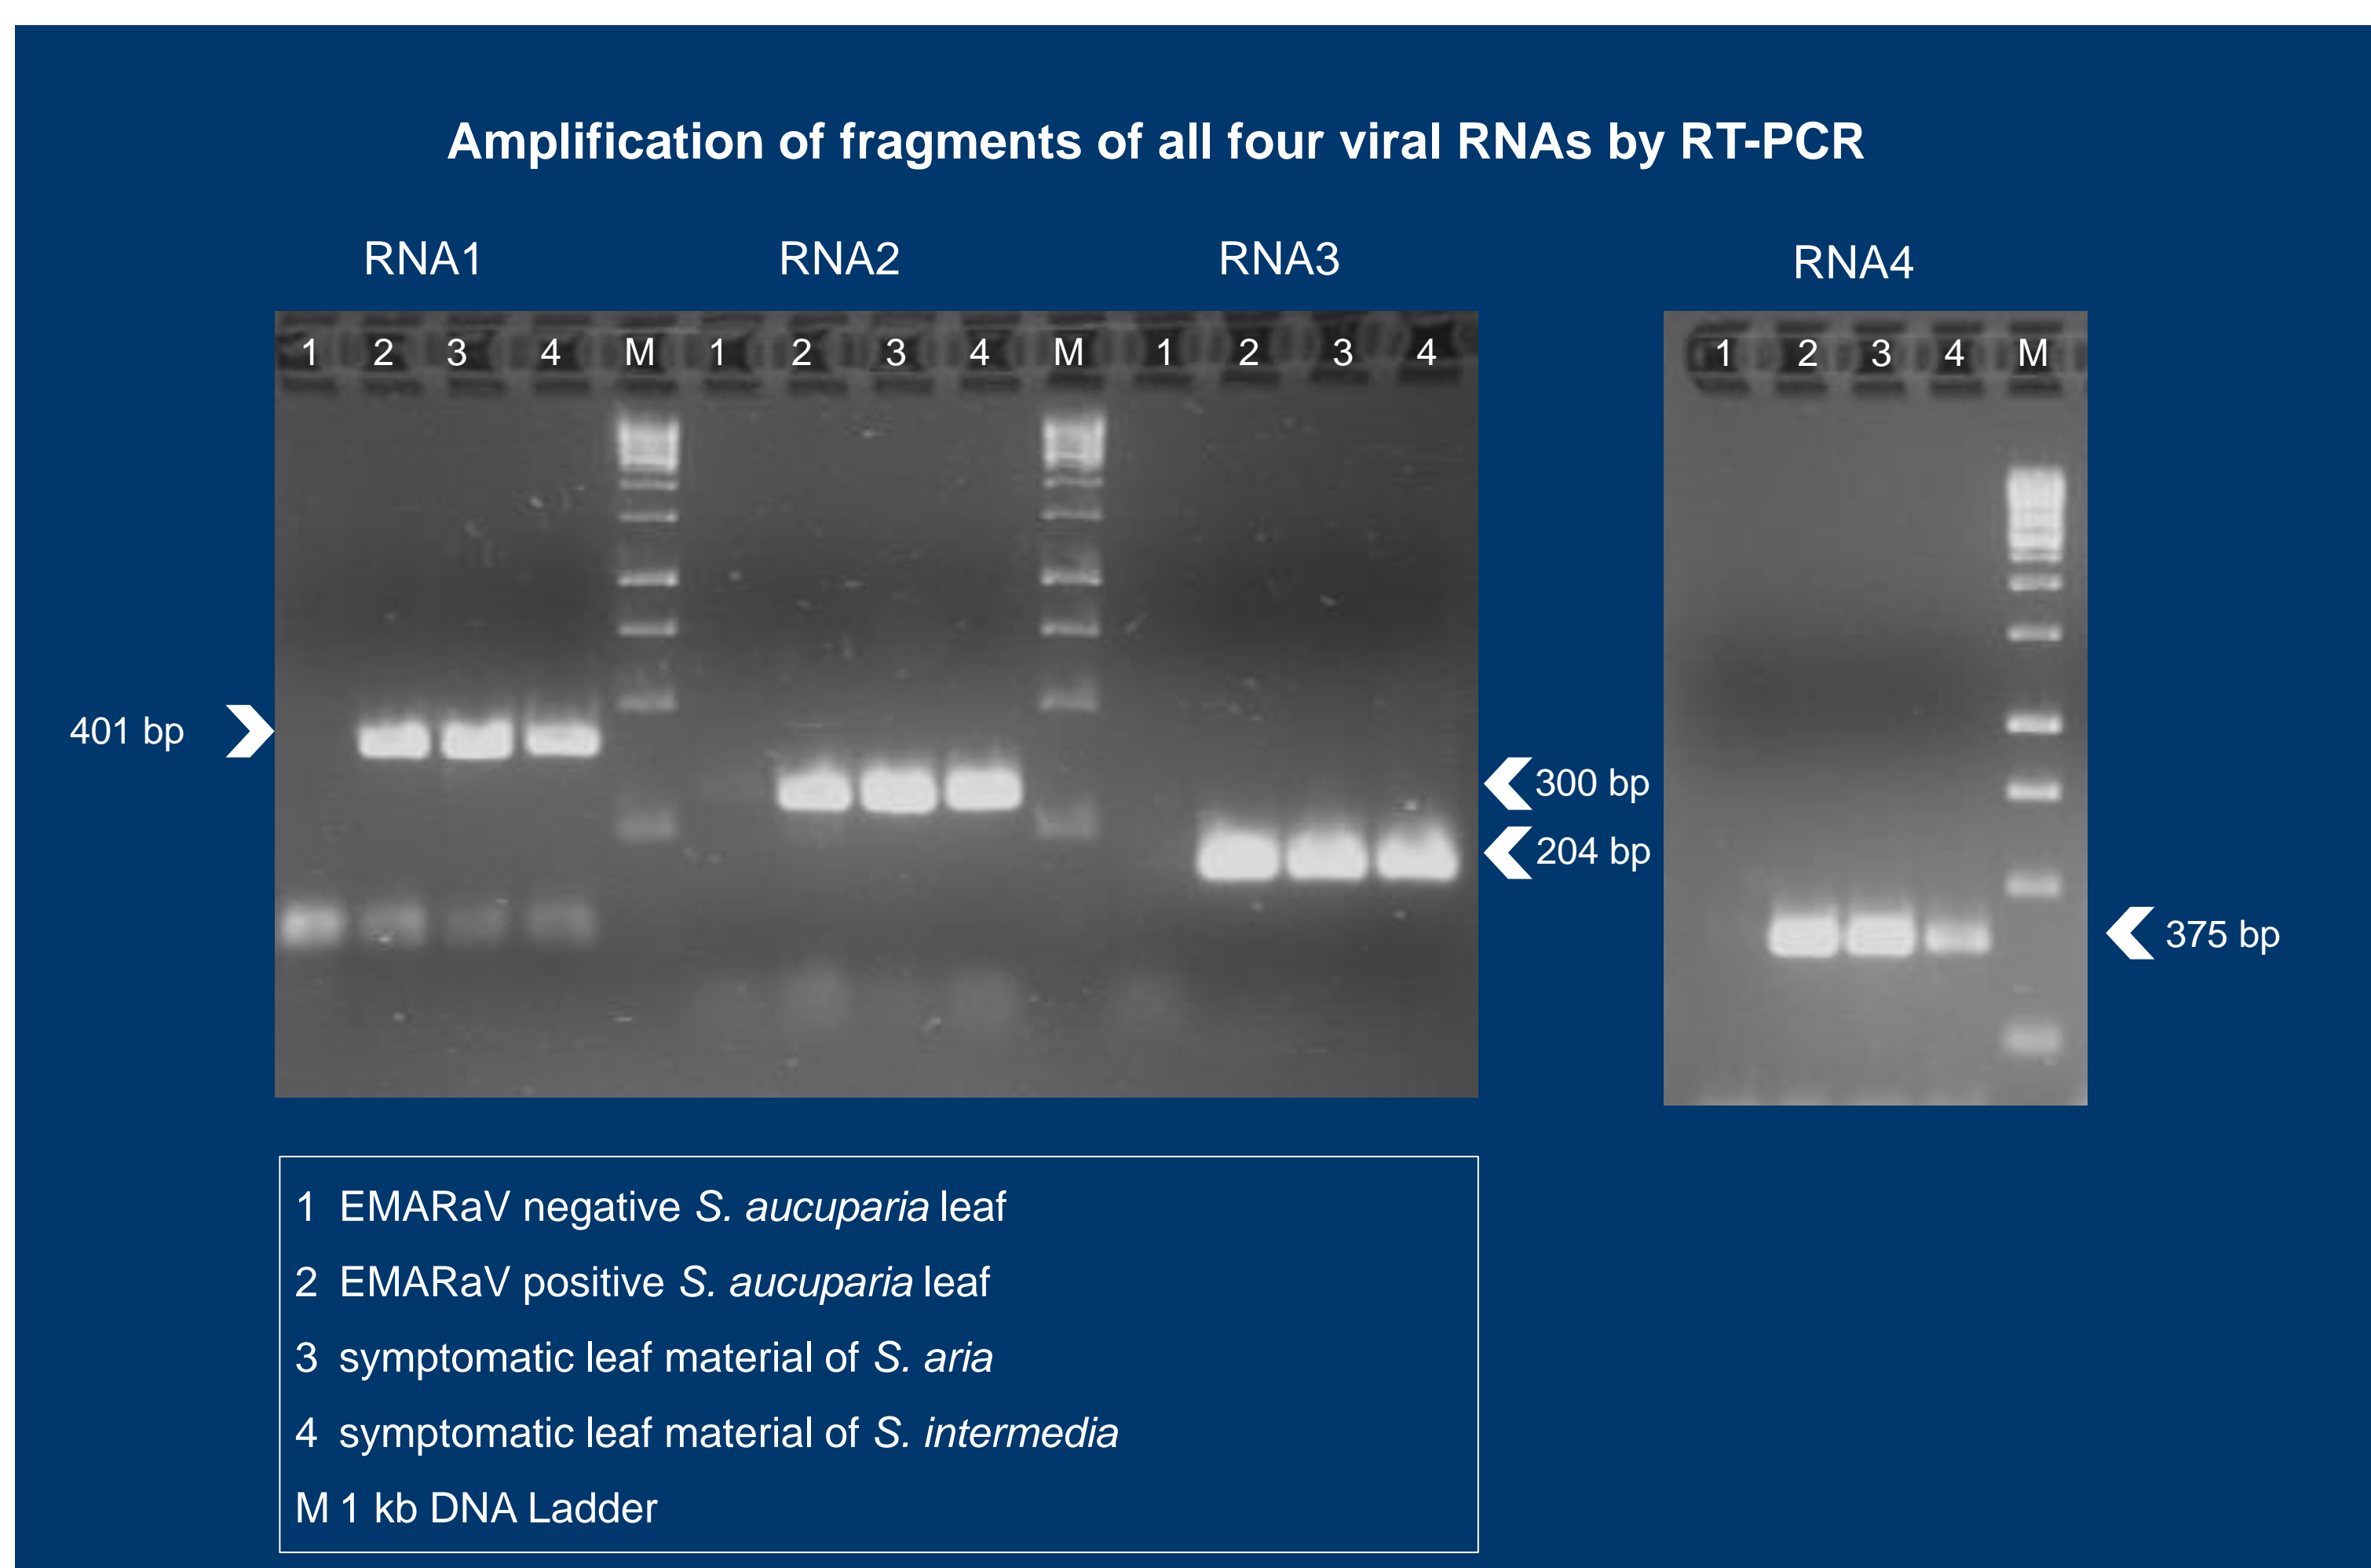 Amplification of fragments of all four viral RNAs by RT-PCR
RNA1 RNA2 RNA3 RNA4
1 2 3 4 M 1 2 3 4 M 1 2 3 4 1 2 3 4 M
401 bp
300 bp
204 bp
375 bp
1 EMARaV negative S. aucuparia leaf
2 EMARaV positive S. aucuparia leaf
3 symptomatic leaf material of S. aria
4 symptomatic leaf material of S. intermedia
M 1 kb DNA Ladder